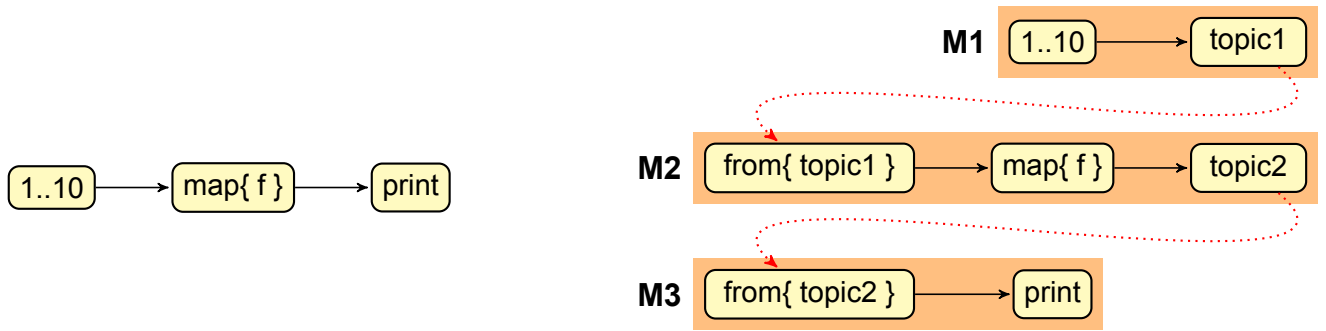 1..10 map{ f } print
M1 1..10 topic1
M2 from{ topic1 } map{ f } topic2
M3 from{ topic2 } print